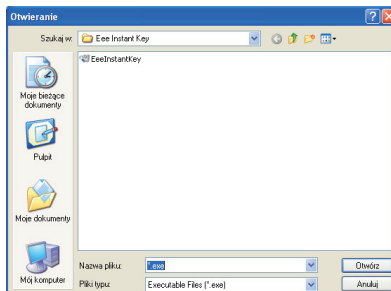 Otwieranie
Szukaj w: Eee Instant Key
EeeInstantKey
Moje bieżące
dokumenty
Pulpit
Moje dokumenty
Mój komputer
Nazwa pliku: *.exe Otwórz
Pliki typu: Executable Files (*.exe) Anuluj